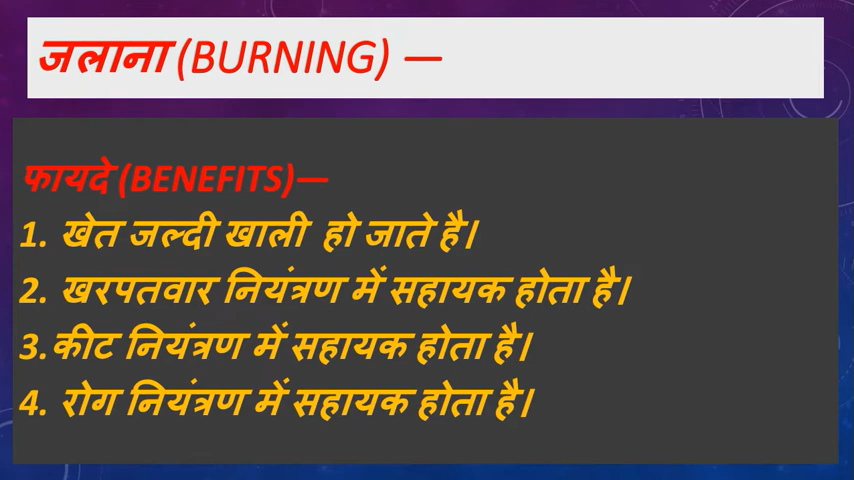 जलाना (BURNING) —
फायदे (BENEFITS)—
1. खेत जल्दी खाली हो जाते है।
2. खरपतवार नियंत्रण में सहायक होता है।
3.कीट नियंत्रण में सहायक होता है।
4. रोग नियंत्रण में सहायक होता है।